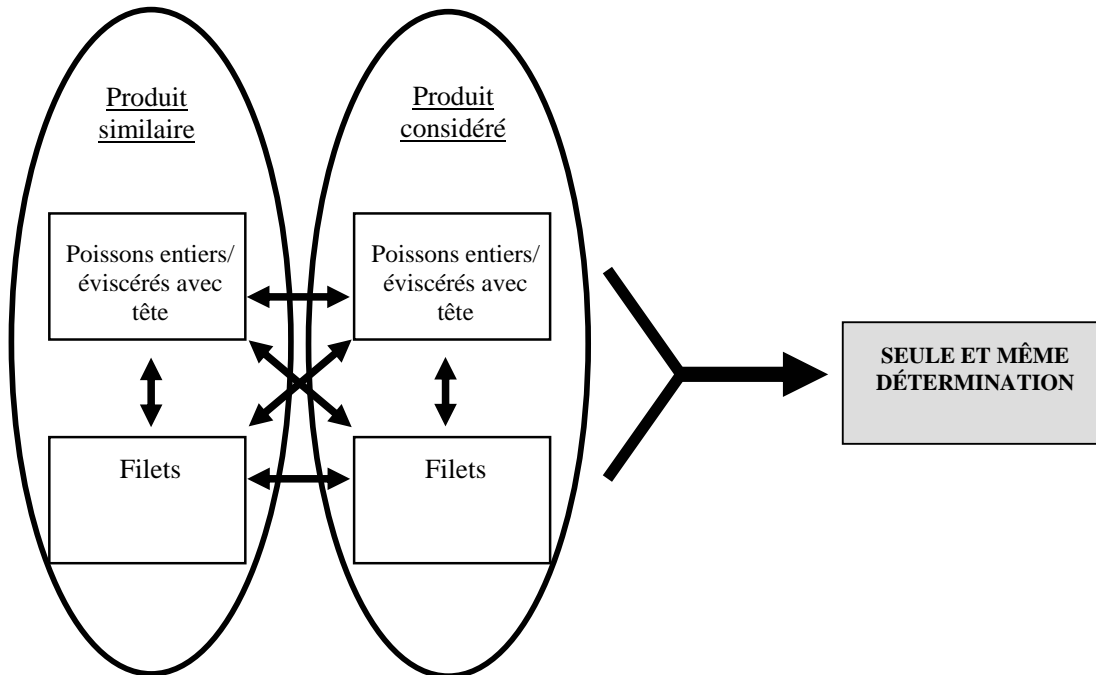 Produit
similaire
Produit
considéré
Poissons entiers/
éviscérés avec
tête
Poissons entiers/
éviscérés avec
tête
SEULE ET MÊME
DÉTERMINATION
Filets
Filets